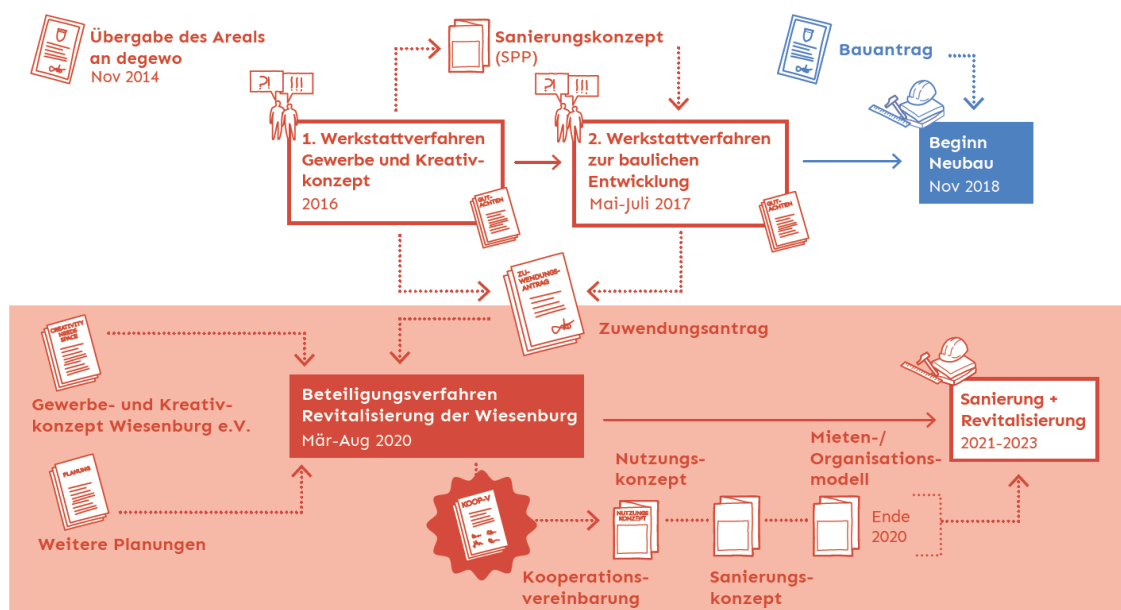 Übergabe des Areals
an degewo
Nov 2014
Sanierungskonzept
(SPP)
Bauantrag
?! !!!
1. Werkstattverfahren
Gewerbe und Kreativ-
konzept
2016
GUT-
ACHTEN
?! !!!
2. Werkstattverfahren
zur baulichen
Entwicklung
Mai-Juli 2017
GUT-
ACHTEN
Beginn
Neubau
Nov 2018
ZU-
WENDUNGS-
ANTRAG
Zuwendungsantrag
CREATIVITY
NEEDS
SPACE
Gewerbe- und Kreativ-
konzept Wiesenburg e.V.
PLANUNG
Weitere Planungen
Beteiligungsverfahren
Revitalisierung der Wiesenburg
Mär-Aug 2020
Sanierung +
Revitalisierung
2021-2023
KOOP-V
Kooperations-
vereinbarung
Nutzungs-
konzept
NUTZUNGS
KONZEPT
Sanierungs-
konzept
Mieten-/
Organisations-
modell
Ende
2020